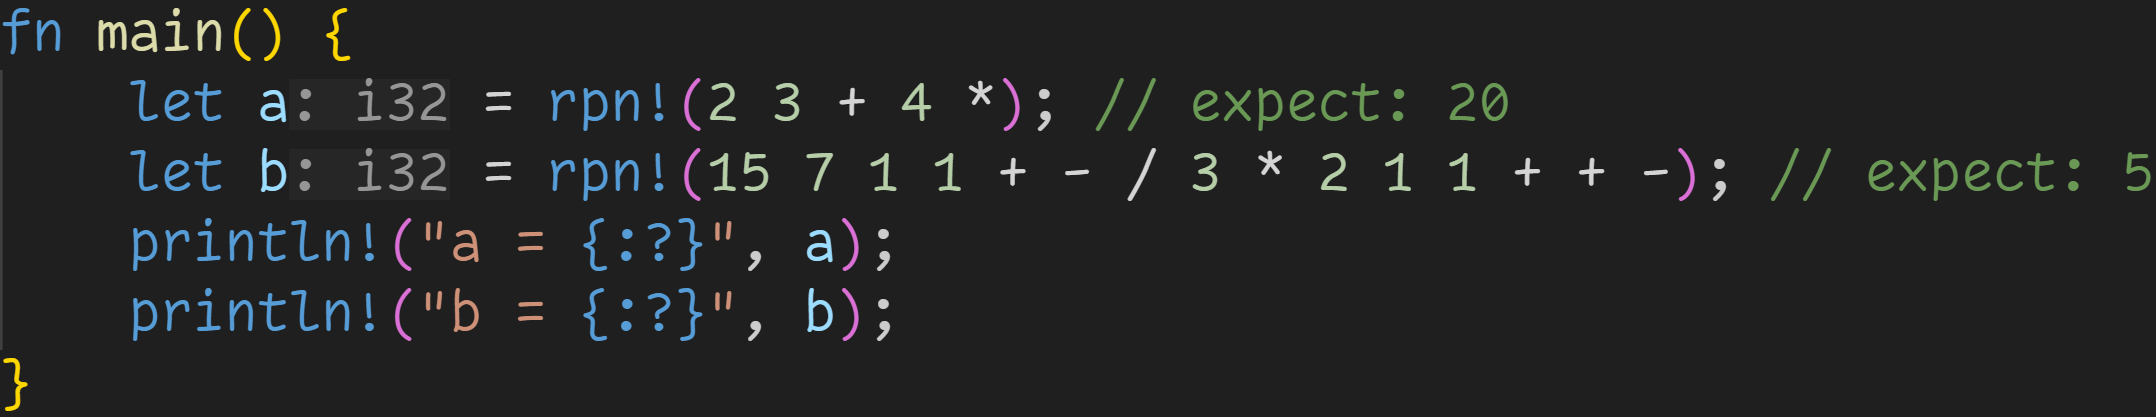 fn main() {
    let a: i32 = rpn!(2 3 + 4 *); // expect: 20
    let b: i32 = rpn!(15 7 1 1 + - / 3 * 2 1 1 + + -); // expect: 5
    println!("a = {:?}", a);
    println!("b = {:?}", b);
}